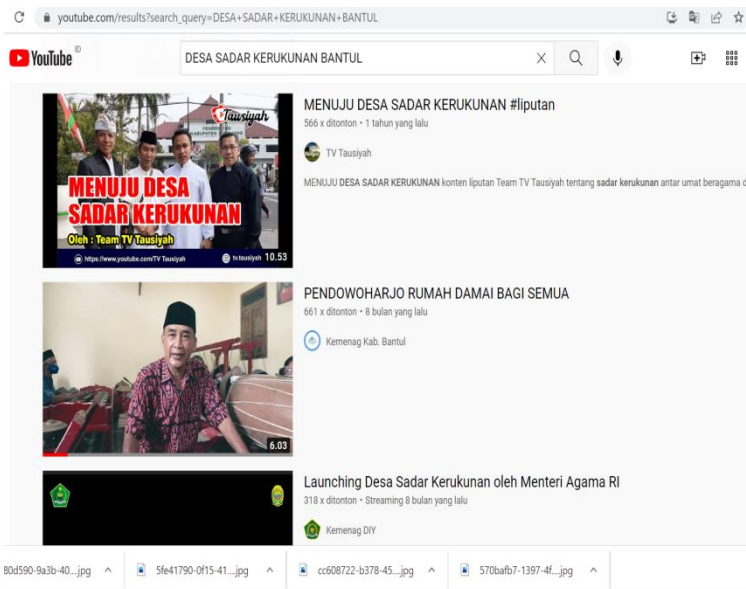 youtube.com/results?search_query=DESA+SADAR+KERUKUNAN+BANTUL
YouTube ID
DESA SADAR KERUKUNAN BANTUL
Tausiyah
MENUJU DESA
SADAR KERUKUNAN
Oleh : Team TV Tausiyah
https://www.youtube.com/TV Tausiyah
tv.tausiyah
10.53
MENUJU DESA SADAR KERUKUNAN #liputan
566 x ditonton • 1 tahun yang lalu
TV Tausiyah
MENUJU DESA SADAR KERUKUNAN konten liputan Team TV Tausiyah tentang sadar kerukunan antar umat beragama d
6.03
PENDOWOHARJO RUMAH DAMAI BAGI SEMUA
661 x ditonton • 8 bulan yang lalu
Kemenag Kab. Bantul
Launching Desa Sadar Kerukunan oleh Menteri Agama RI
318 x ditonton • Streaming 8 bulan yang lalu
Kemenag DIY
80d590-9a3b-40....jpg
5fe41790-0f15-41....jpg
cc608722-b378-45....jpg
570bafb7-1397-4f....jpg